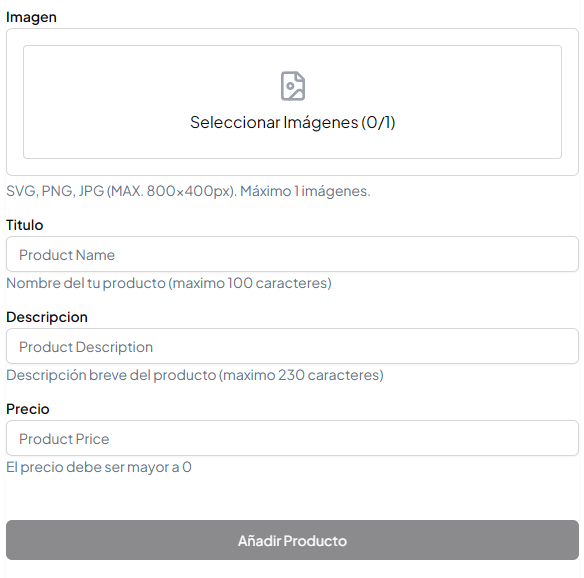 Imagen
Seleccionar Imágenes (0/1)
SVG, PNG, JPG (MAX. 800x400px). Máximo 1 imágenes.
Titulo
Product Name
Nombre del tu producto (maximo 100 caracteres)
Descripcion
Product Description
Descripción breve del producto (maximo 230 caracteres)
Precio
Product Price
El precio debe ser mayor a 0
Añadir Producto